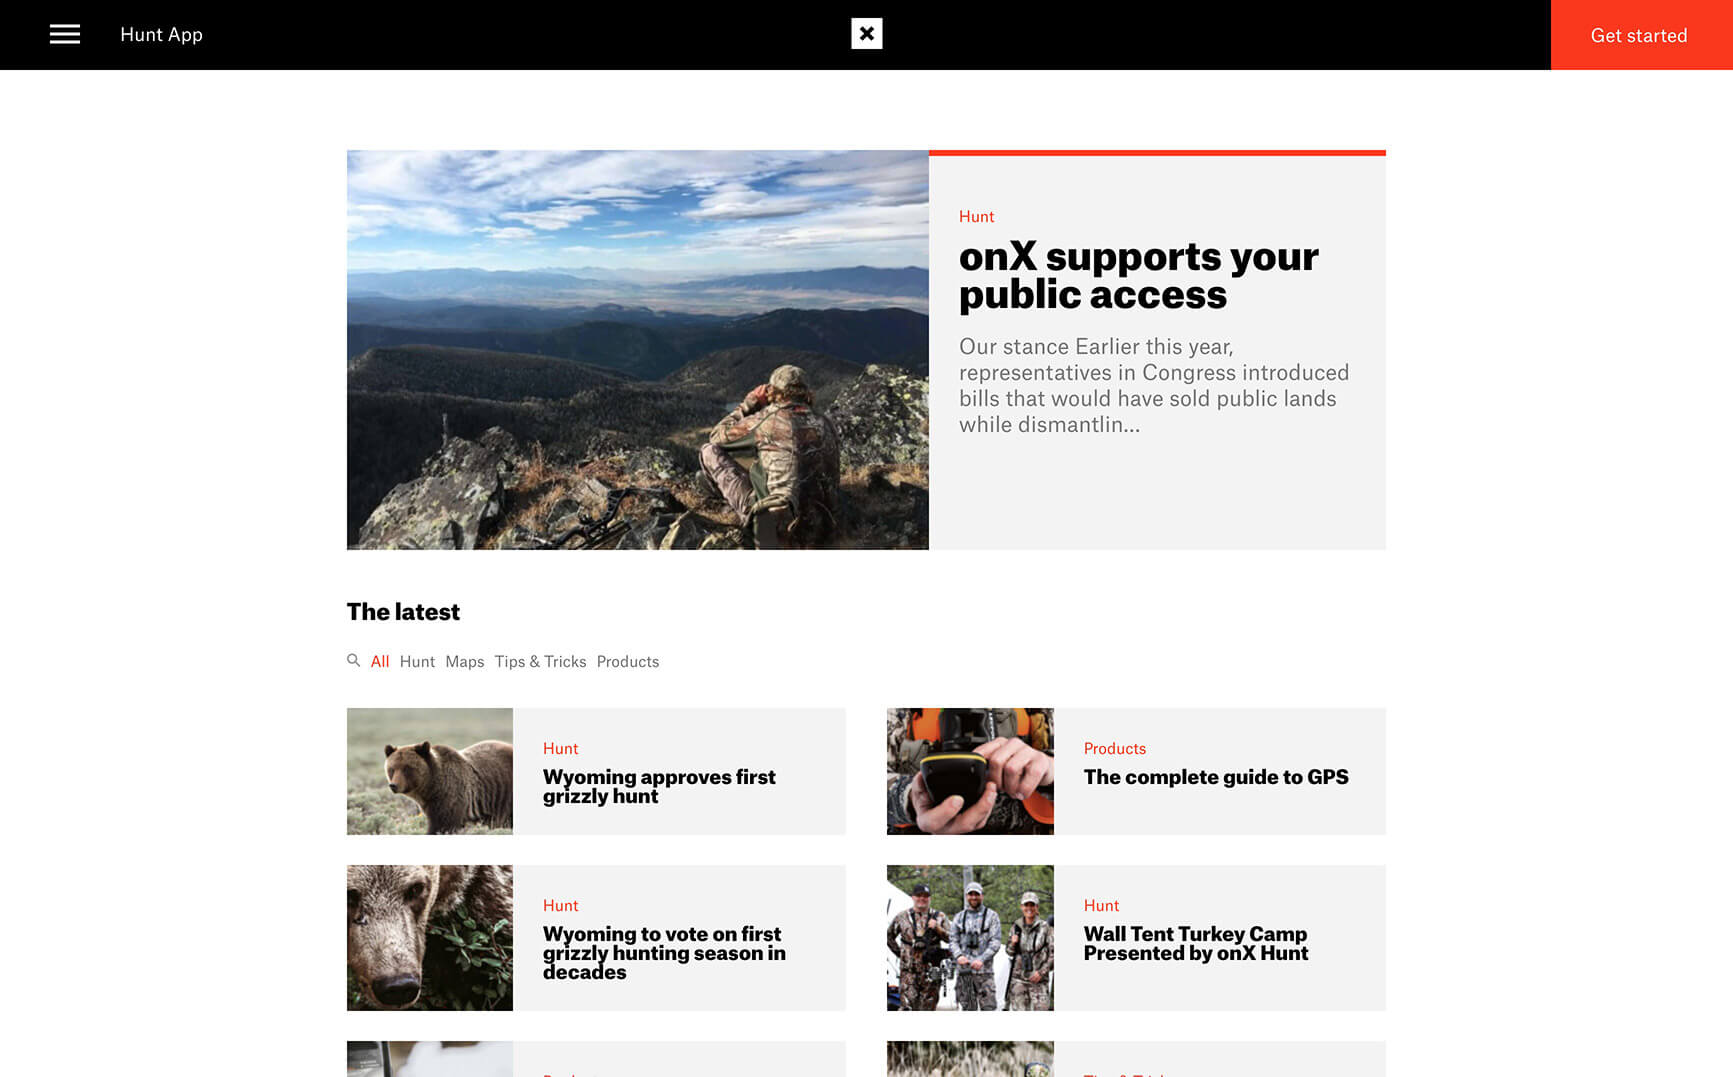 Hunt App
Get started
Hunt
onX supports your
public access
Our stance Earlier this year,
representatives in Congress introduced
bills that would have sold public lands
while dismantlin...
The latest
All Hunt Maps Tips & Tricks Products
Hunt
Wyoming approves first
grizzly hunt
Products
The complete guide to GPS
Hunt
Wyoming to vote on first
grizzly hunting season in
decades
Hunt
Wall Tent Turkey Camp
Presented by onX Hunt